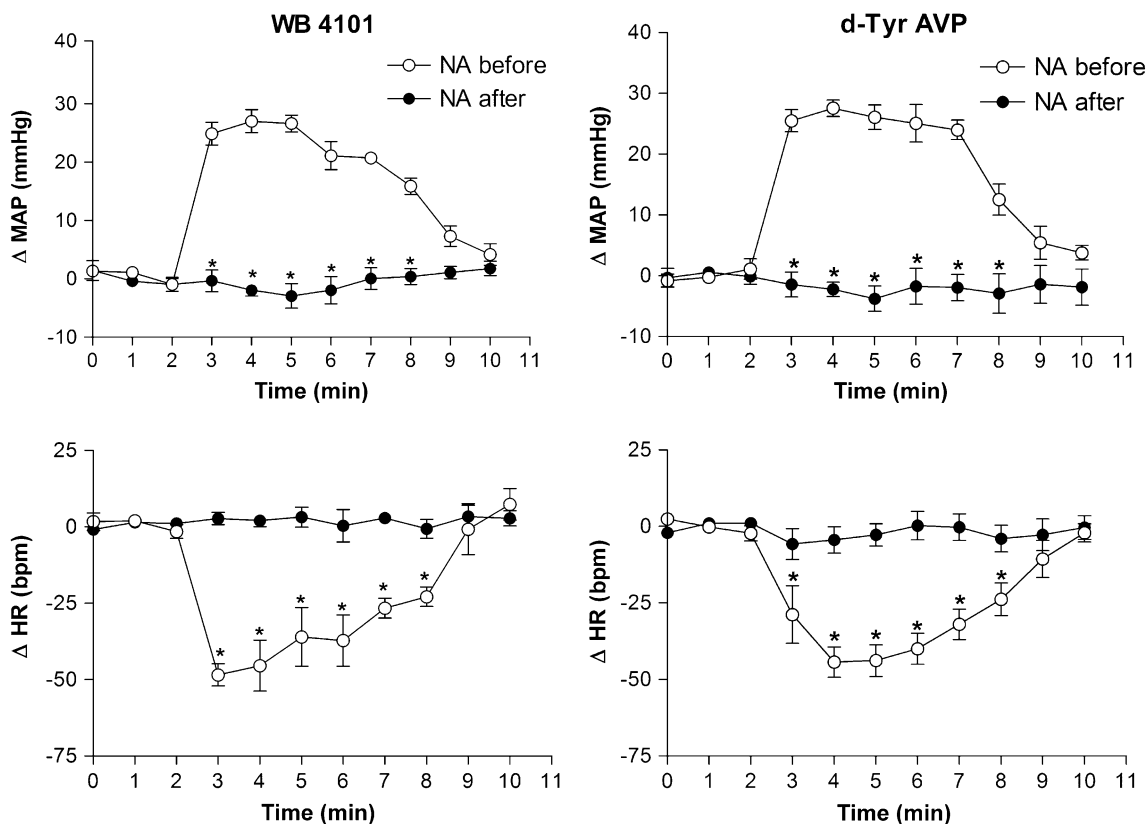 WB 4101
40
30
20
10
0
-10
Δ MAP (mmHg)
NA before
NA after
* * * * * *
0 1 2 3 4 5 6 7 8 9 10 11
Time (min)
d-Tyr AVP
40
30
20
10
0
-10
Δ MAP (mmHg)
NA before
NA after
* * * * * *
0 1 2 3 4 5 6 7 8 9 10 11
Time (min)
25
0
-25
-50
-75
Δ HR (bpm)
* * * * * *
0 1 2 3 4 5 6 7 8 9 10 11
Time (min)
25
0
-25
-50
-75
Δ HR (bpm)
* * * * * *
0 1 2 3 4 5 6 7 8 9 10 11
Time (min)